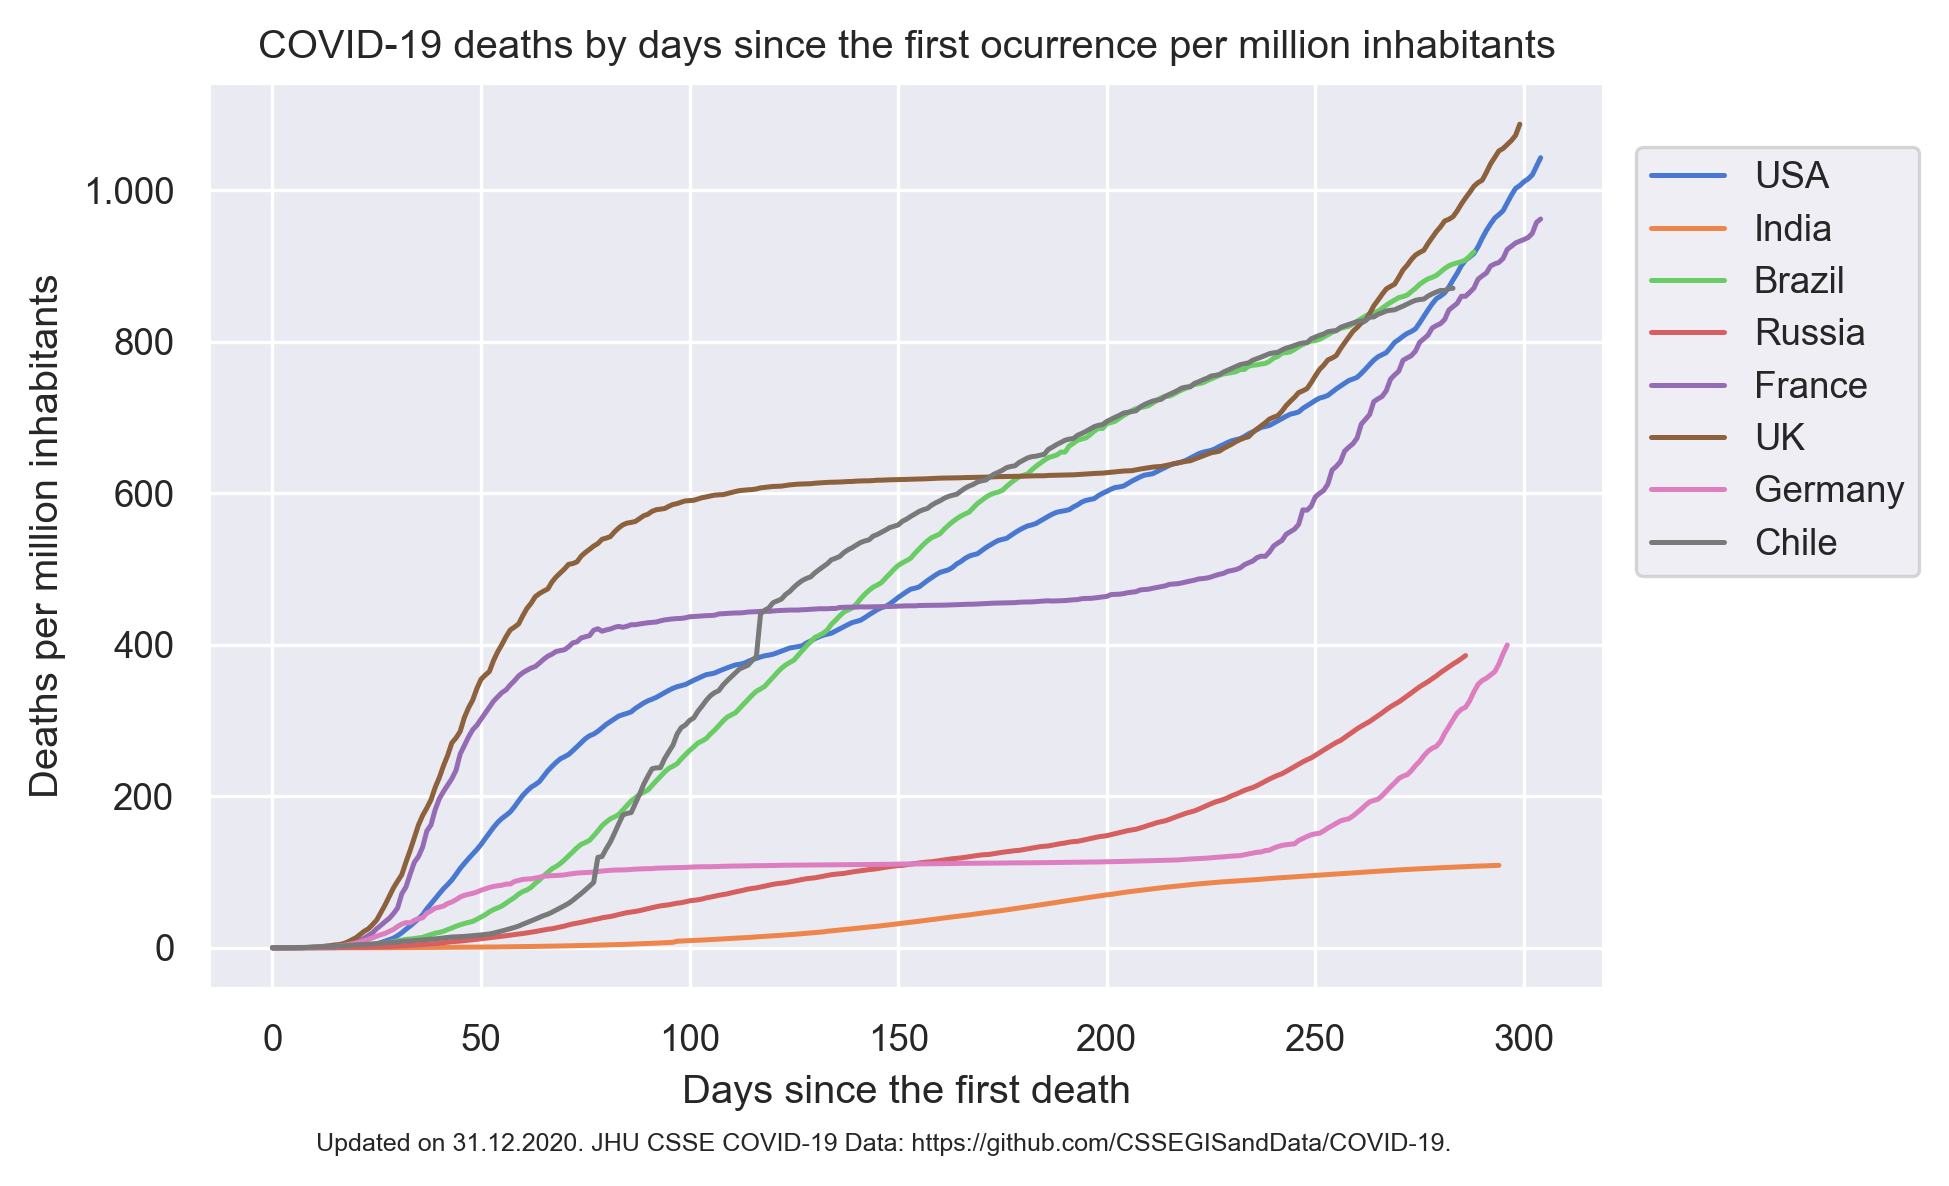 COVID-19 deaths by days since the first ocurrence per million inhabitants
Deaths per million inhabitants
1.000
800
600
400
200
0
0 50 100 150 200 250 300
Days since the first death
USA
India
Brazil
Russia
France
UK
Germany
Chile
Updated on 31.12.2020. JHU CSSE COVID-19 Data: https://github.com/CSSEGISandData/COVID-19.